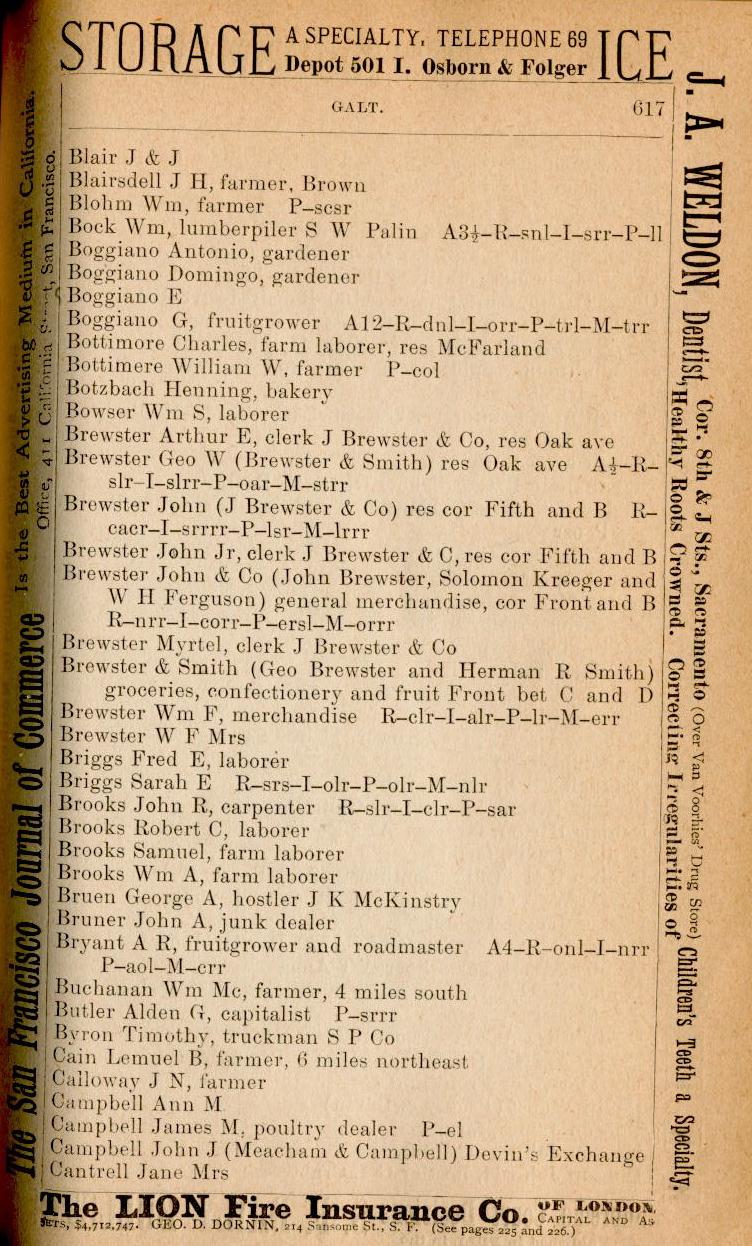 STORAGE A SPECIALTY, TELEPHONE 69 ICE
Depot 501 I. Osborn & Folger
GALT. 617
Blair J & J
Blairsdell J H, farmer, Brown
Blohm Wm, farmer P–scsr
Bock Wm, lumberpiler S W Palin A3½–R–snl–I–srr–P–ll
Boggiano Antonio, gardener
Boggiano Domingo, gardener
Boggiano E
Boggiano G, fruitgrower A12–R–dnl–I–orr–P–trl–M–trr
Bottimore Charles, farm laborer, res McFarland
Bottimere William W, farmer P–col
Botzbach Henning, bakery
Bowser Wm S, laborer
Brewster Arthur E, clerk J Brewster & Co, res Oak ave
Brewster Geo W (Brewster & Smith) res Oak ave A½–R–
slr–I–slrr–P–oar–M–strr
Brewster John (J Brewster & Co) res cor Fifth and B R–
cacr–I–srrrr–P–lsr–M–lrrr
Brewster John Jr, clerk J Brewster & C, res cor Fifth and B
Brewster John & Co (John Brewster, Solomon Kreeger and
W H Ferguson) general merchandise, cor Front and B
R–nrr–I–corr–P–ersl–M–orrr
Brewster Myrtel, clerk J Brewster & Co
Brewster & Smith (Geo Brewster and Herman R Smith)
groceries, confectionery and fruit Front bet C and D
Brewster Wm F, merchandise R–clr–I–alr–P–lr–M–err
Brewster W F Mrs
Briggs Fred E, laborer
Briggs Sarah E R–srs–I–olr–P–olr–M–nlr
Brooks John R, carpenter R–slr–I–clr–P–sar
Brooks Robert C, laborer
Brooks Samuel, farm laborer
Brooks Wm A, farm laborer
Bruen George A, hostler J K McKinstry
Bruner John A, junk dealer
Bryant A R, fruitgrower and roadmaster A4–R–onl–I–nrr
P–aol–M–crr
Buchanan Wm Mc, farmer, 4 miles south
Butler Alden G, capitalist P–srrr
Byron Timothy, truckman S P Co
Cain Lemuel B, farmer, 6 miles northeast
Calloway J N, farmer
Campbell Ann M
Campbell James M, poultry dealer P–el
Campbell John J (Meacham & Campbell) Devin's Exchange
Cantrell Jane Mrs
The LION Fire Insurance Co. OF LONDON,
CAPITAL AND AS-
SETS, $4,712,747. GEO. D. DORNIN, 214 Sansome St., S. F. (See pages 225 and 226.)
The San Francisco Journal of Commerce Is the Best Advertising Medium in California.
Office, 411 California Street, San Francisco.
J. A. WELDON, Dentist, Cor. 8th & J Sts., Sacramento (Over Van Voorhies' Drug Store)
Healthy Roots Crowned. Correcting Irregularities of Children's Teeth a Specialty.